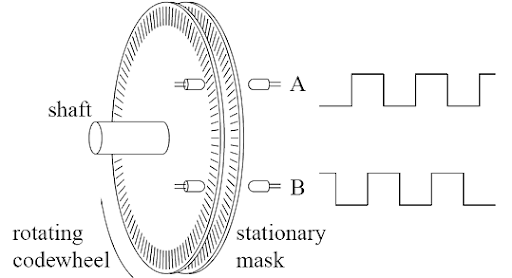 A
shaft
B
rotating
codewheel
stationary
mask